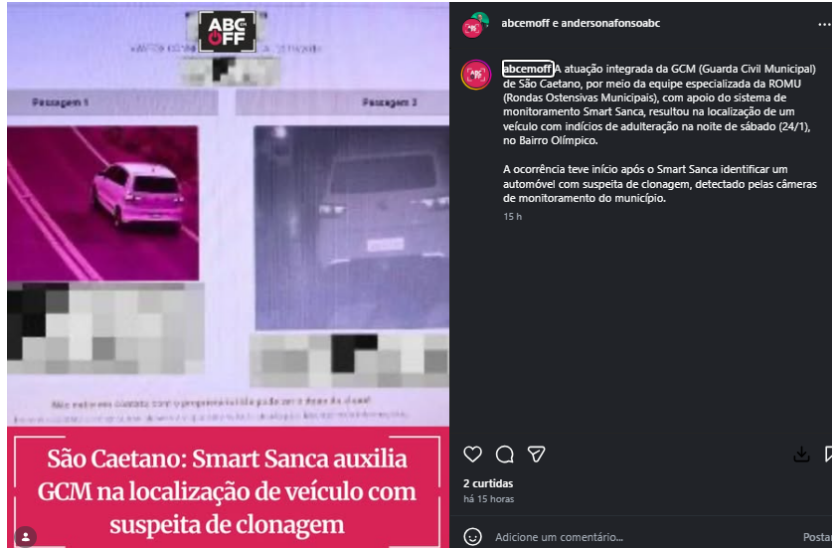 ABC
OFF
Passagem 1
Passagem 2
São Caetano: Smart Sanca auxilia
GCM na localização de veículo com
suspeita de clonagem
abcemoff e andersonafonsoabc
abcemoff A atuação integrada da GCM (Guarda Civil Municipal)
de São Caetano, por meio da equipe especializada da ROMU
(Rondas Ostensivas Municipais), com apoio do sistema de
monitoramento Smart Sanca, resultou na localização de um
veículo com indícios de adulteração na noite de sábado (24/1),
no Bairro Olímpico.
A ocorrência teve início após o Smart Sanca identificar um
automóvel com suspeita de clonagem, detectado pelas câmeras
de monitoramento do município.
15 h
2 curtidas
há 15 horas
Adicione um comentário...
Postar